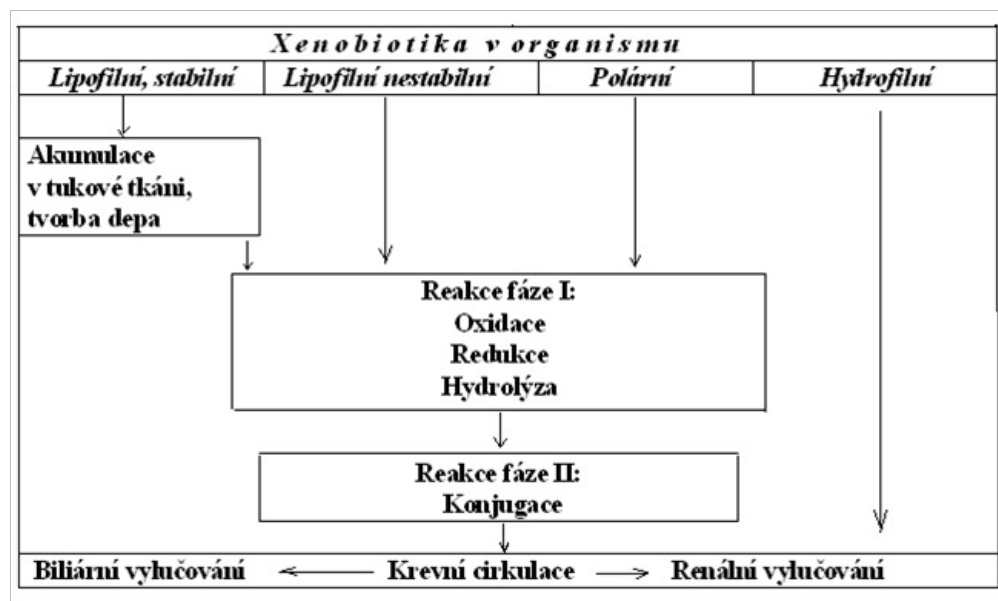 Xenobiotika v organismu
Lipofilní, stabilní Lipofilní nestabilní Polární Hydrofilní
Akumulace
v tukové tkáni,
tvorba depa
Reakce fáze I:
Oxidace
Redukce
Hydrolýza
Reakce fáze II:
Konjugace
Biliární vylučování Krevní cirkulace Renální vylučování